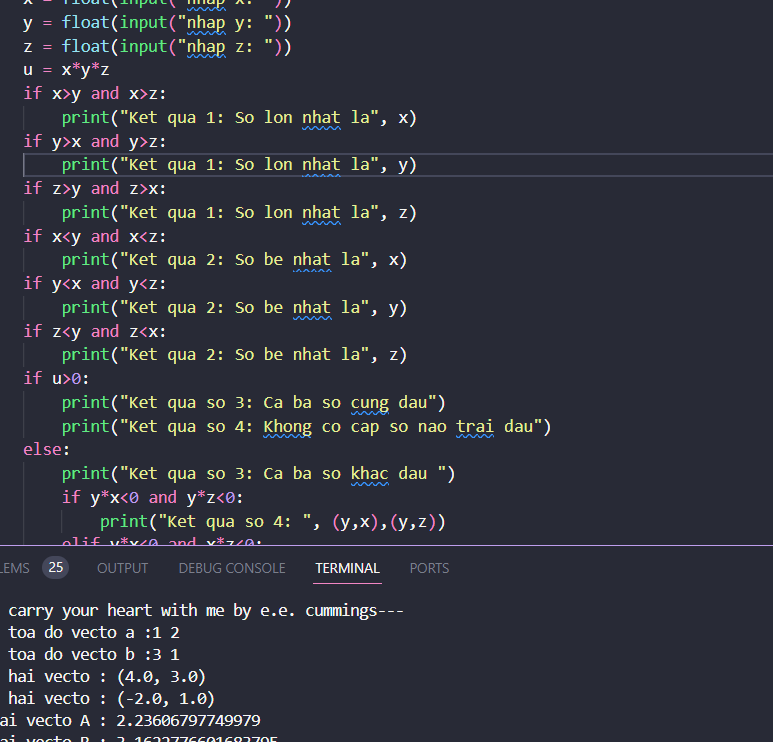 x = float(input("nhap x: "))
y = float(input("nhap y: "))
z = float(input("nhap z: "))
u = x*y*z
if x>y and x>z:
    print("Ket qua 1: So lon nhat la", x)
if y>x and y>z:
    print("Ket qua 1: So lon nhat la", y)
if z>y and z>x:
    print("Ket qua 1: So lon nhat la", z)
if x<y and x<z:
    print("Ket qua 2: So be nhat la", x)
if y<x and y<z:
    print("Ket qua 2: So be nhat la", y)
if z<y and z<x:
    print("Ket qua 2: So be nhat la", z)
if u>0:
    print("Ket qua so 3: Ca ba so cung dau")
    print("Ket qua so 4: Khong co cap so nao trai dau")
else:
    print("Ket qua so 3: Ca ba so khac dau ")
    if y*x<0 and y*z<0:
        print("Ket qua so 4: ", (y,x),(y,z))
    elif y*x<0 and x*z<0:
LEMS 25 OUTPUT DEBUG CONSOLE TERMINAL PORTS
carry your heart with me by e.e. cummings---
toa do vecto a :1 2
toa do vecto b :3 1
hai vecto : (4.0, 3.0)
hai vecto : (-2.0, 1.0)
ai vecto A : 2.23606797749979
ai vecto B : 3.1622776601683795